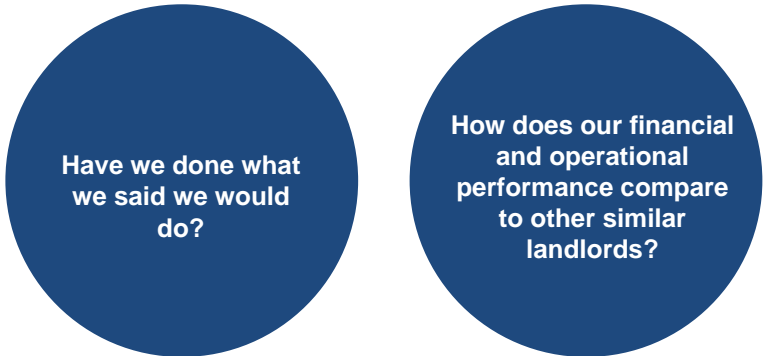 Have we done what
we said we would
do?
How does our financial
and operational
performance compare
to other similar
landlords?